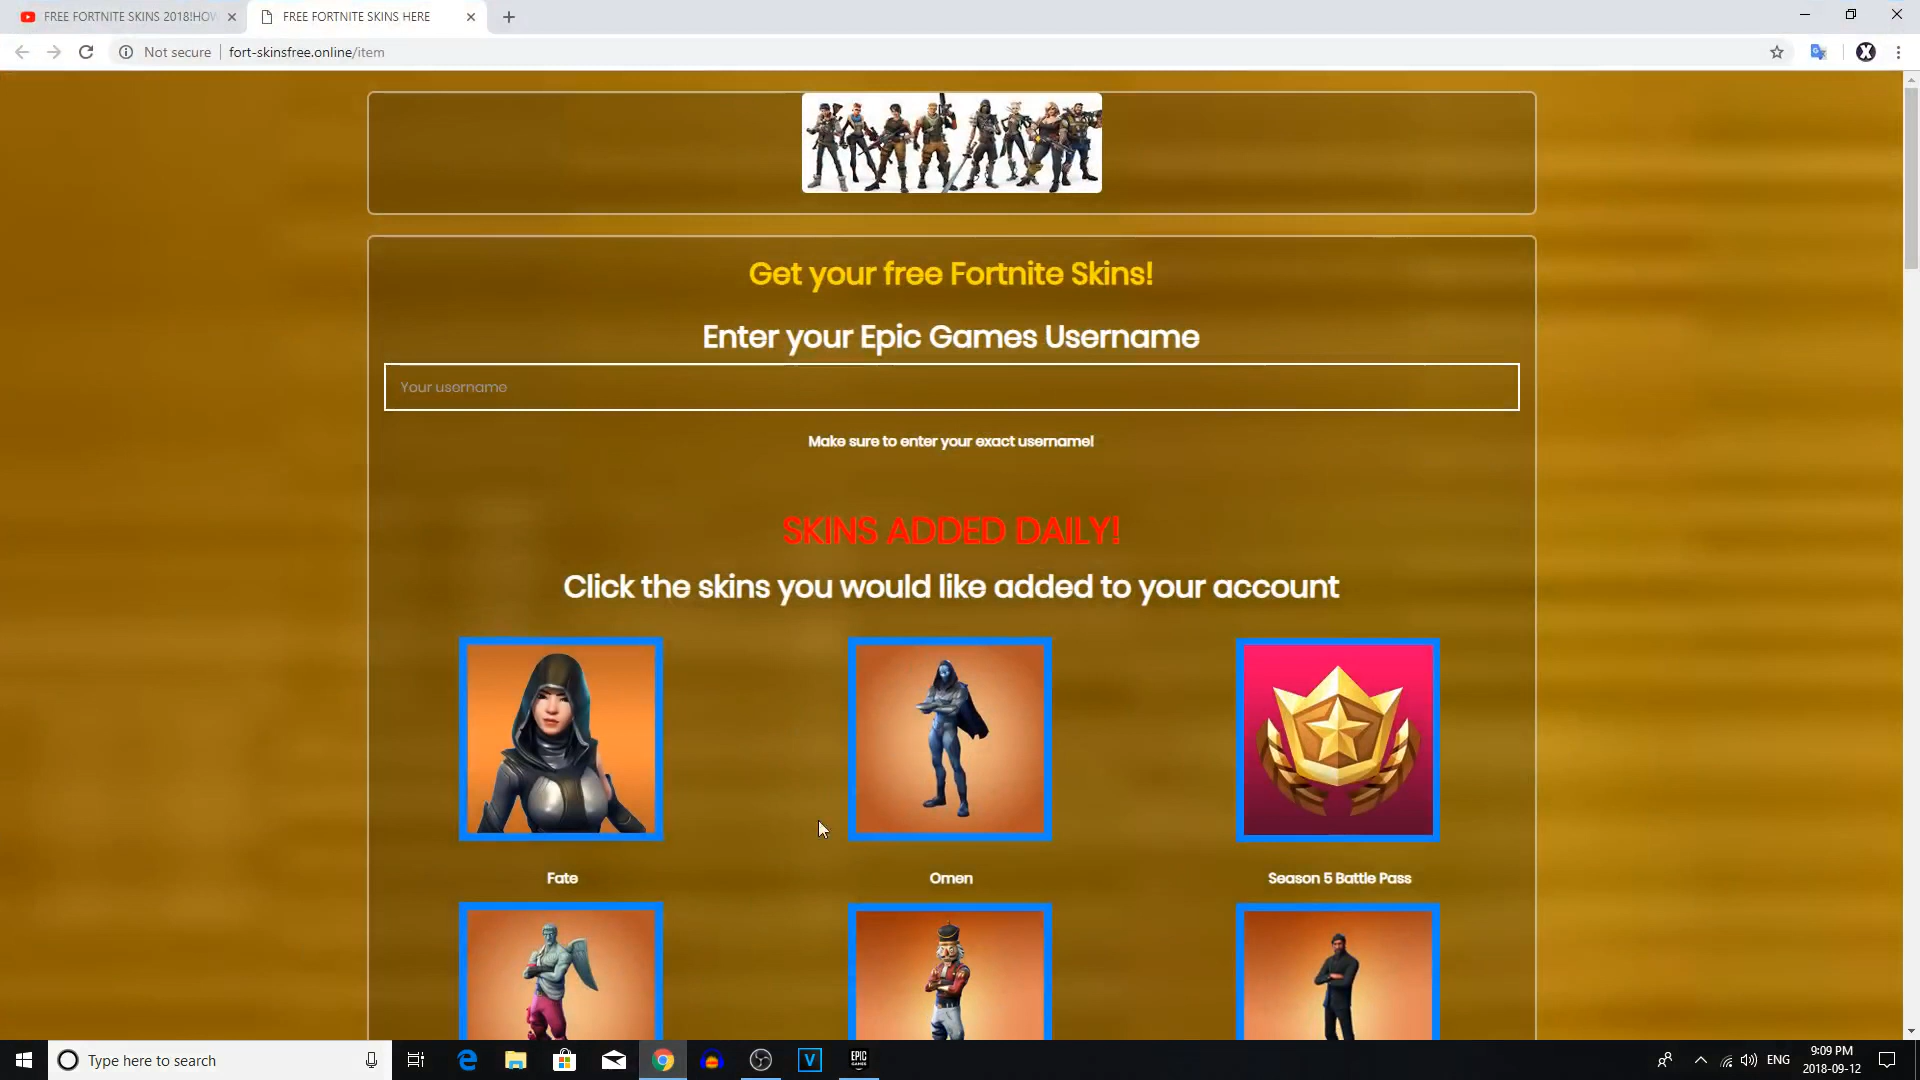 FREE FORTNITE SKINS 2018!HOW
FREE FORTNITE SKINS HERE
Not secure
fort-skinsfree.online/item
Get your free Fortnite Skins!
Enter your Epic Games Username
Your username
Make sure to enter your exact username!
SKINS ADDED DAILY!
Click the skins you would like added to your account
Fate
Omen
Season 5 Battle Pass
Type here to search
EPIC
GAMES
ENG
9:09 PM
2018-09-12